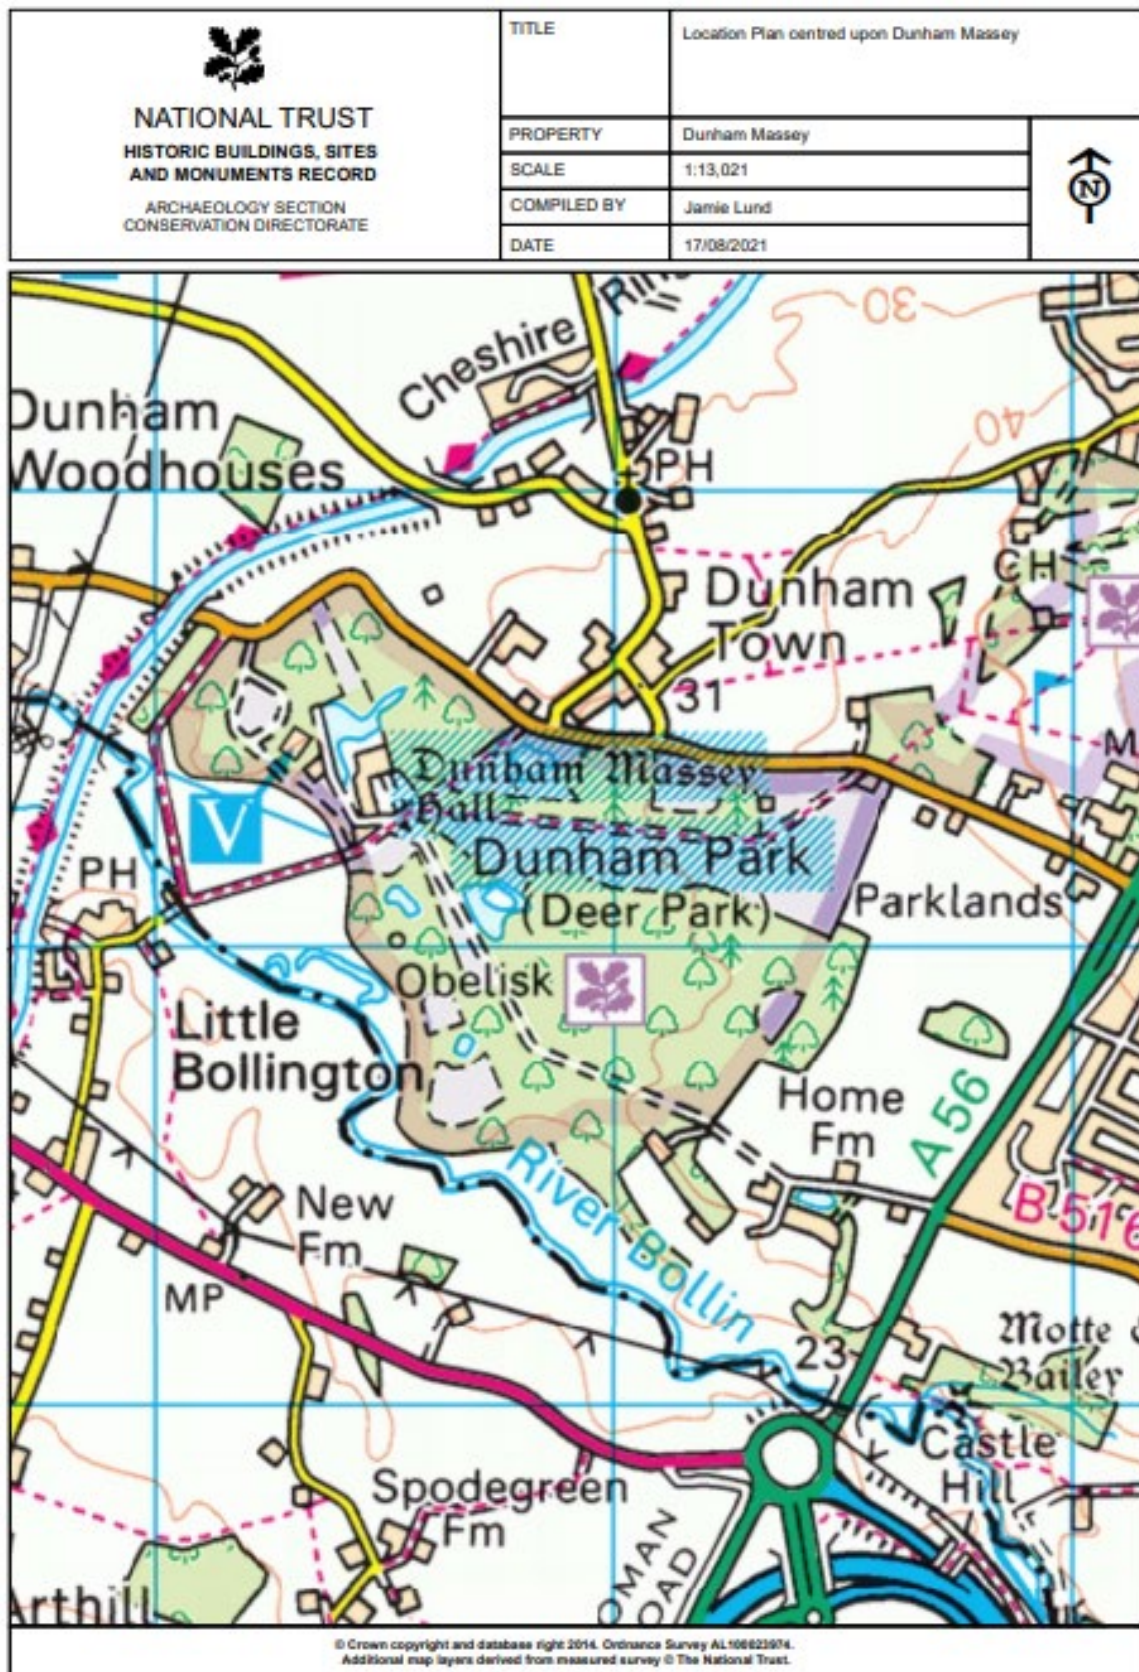 NATIONAL TRUST
HISTORIC BUILDINGS, SITES
AND MONUMENTS RECORD
ARCHAEOLOGY SECTION
CONSERVATION DIRECTORATE
TITLE
Location Plan centred upon Dunham Massey
PROPERTY
Dunham Massey
SCALE
1:13,021
COMPILED BY
Jamie Lund
DATE
17/08/2021
N
Cheshire Ring
30
40
Dunham
Woodhouses
PH
CH
Dunham
Town
31
M
Dunham Massey
Hall
V
Dunham Park
(Deer Park)
PH
Parklands
Obelisk
Little
Bollington
Home
Fm
A 56
B 516
River Bollin
New
Fm
MP
23
Motte
Bailey
Castle
Hill
Spodegreen
Fm
OMAN
OAD
Arthill
© Crown copyright and database right 2014. Ordnance Survey AL100023974.
Additional map layers derived from measured survey © The National Trust.